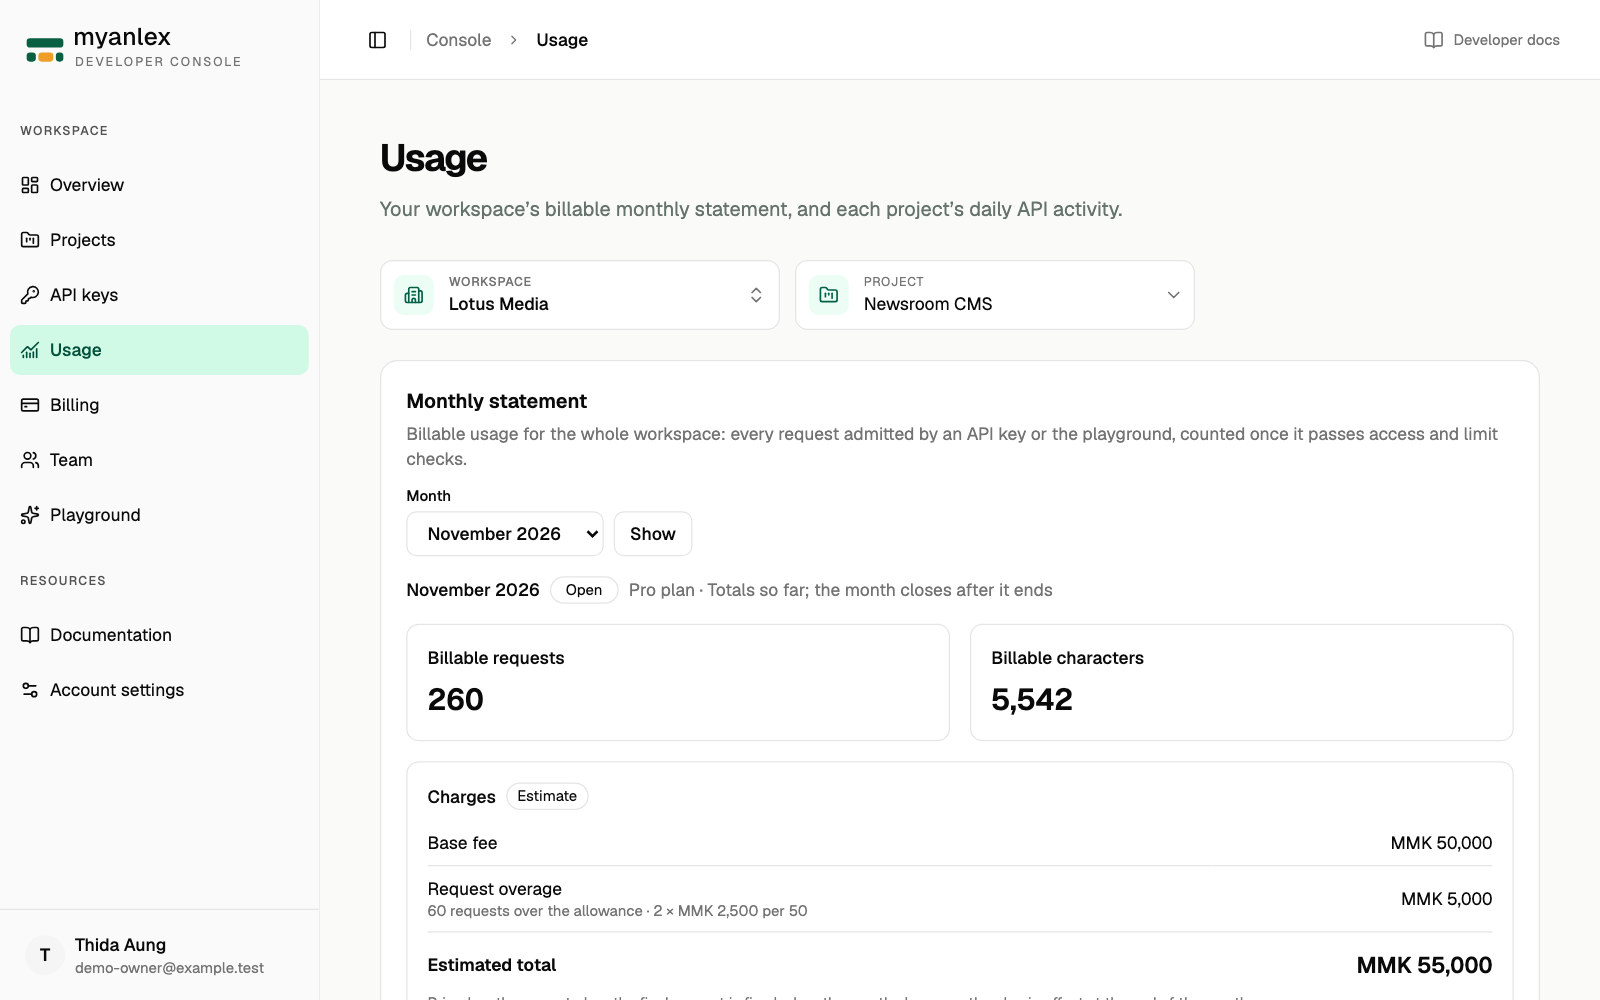 myanlex
DEVELOPER CONSOLE
WORKSPACE
Overview
Projects
API keys
Usage
Billing
Team
Playground
RESOURCES
Documentation
Account settings
T
Thida Aung
demo-owner@example.test
Console
Usage
Developer docs
Usage
Your workspace’s billable monthly statement, and each project’s daily API activity.
WORKSPACE
Lotus Media
PROJECT
Newsroom CMS
Monthly statement
Billable usage for the whole workspace: every request admitted by an API key or the playground, counted once it passes access and limit
checks.
Month
November 2026
Show
November 2026 Open Pro plan · Totals so far; the month closes after it ends
Billable requests
260
Billable characters
5,542
Charges Estimate
Base fee MMK 50,000
Request overage
60 requests over the allowance · 2 × MMK 2,500 per 50
MMK 5,000
Estimated total MMK 55,000